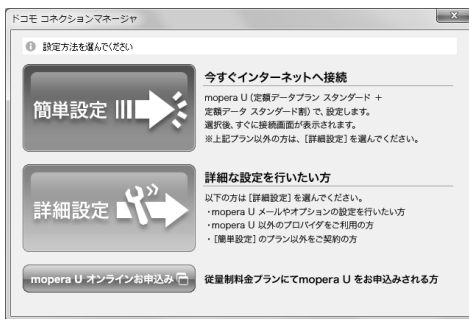 ドコモ コネクションマネージャ
設定方法を選んでください
簡単設定
今すぐインターネットへ接続
mopera U (定額データプラン スタンダード +
定額データ スタンダード割) で、設定します。
選択後、すぐに接続画面が表示されます。
※上記プラン以外の方は、[詳細設定] を選んでください。
詳細設定
詳細な設定を行いたい方
以下の方は [詳細設定] を選んでください。
・mopera U メールやオプションの設定を行いたい方
・mopera U 以外のプロバイダをご利用の方
・[簡単設定] のプラン以外をご契約の方
mopera U オンラインお申込み
従量制料金プランにてmopera U をお申込みされる方